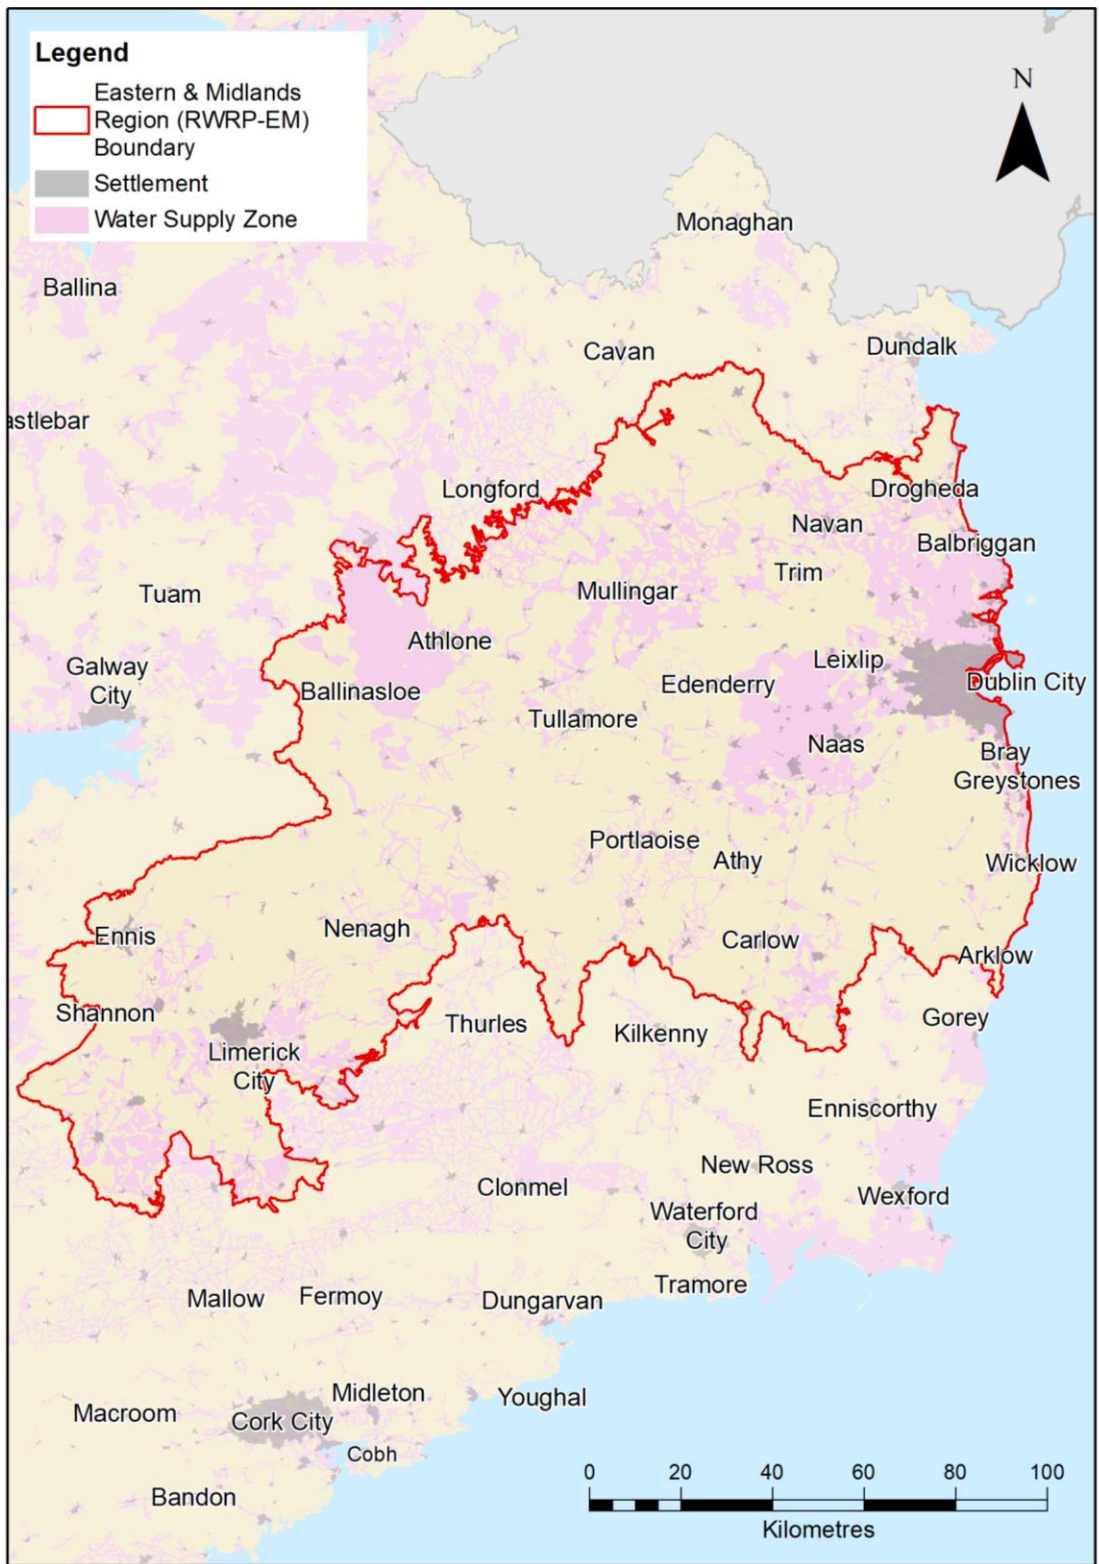 Legend
Eastern & Midlands
Region (RWRP-EM)
Boundary
Settlement
Water Supply Zone
N
Monaghan
Ballina
Cavan
Dundalk
astlebar
Longford
Drogheda
Navan
Balbriggan
Trim
Mullingar
Tuam
Athlone
Leixlip
Galway
City
Ballinasloe
Edenderry
Dublin City
Tullamore
Naas
Bray
Greystones
Portlaoise
Athy
Wicklow
Nenagh
Ennis
Carlow
Arklow
Shannon
Thurles
Kilkenny
Gorey
Limerick
City
Enniscorthy
New Ross
Clonmel
Wexford
Waterford
City
Tramore
Mallow
Fermoy
Dungarvan
Midleton
Youghal
Macroom
Cork City
Cobh
Bandon
0 20 40 60 80 100
Kilometres